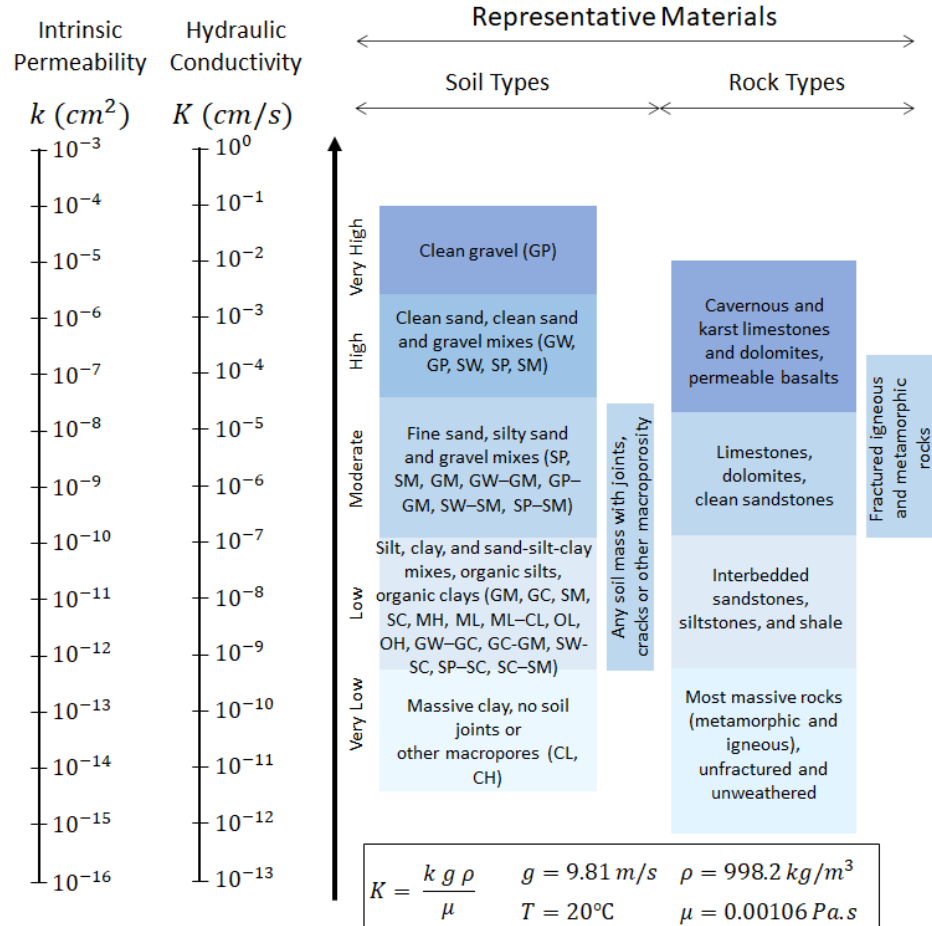 Representative Materials
Intrinsic
Permeability
Hydraulic
Conductivity
Soil Types
Rock Types
k (cm²)
K (cm/s)
10⁻³
10⁻⁴
10⁻⁵
10⁻⁶
10⁻⁷
10⁻⁸
10⁻⁹
10⁻¹⁰
10⁻¹¹
10⁻¹²
10⁻¹³
10⁻¹⁴
10⁻¹⁵
10⁻¹⁶
10⁰
10⁻¹
10⁻²
10⁻³
10⁻⁴
10⁻⁵
10⁻⁶
10⁻⁷
10⁻⁸
10⁻⁹
10⁻¹⁰
10⁻¹¹
10⁻¹²
10⁻¹³
Very High
High
Moderate
Low
Very Low
Clean gravel (GP)
Clean sand, clean sand
and gravel mixes (GW,
GP, SW, SP, SM)
Fine sand, silty sand
and gravel mixes (SP,
SM, GM, GW–GM, GP–
GM, SW–SM, SP–SM)
Silt, clay, and sand-silt-clay
mixes, organic silts,
organic clays (GM, GC, SM,
SC, MH, ML, ML–CL, OL,
OH, GW–GC, GC-GM, SW-
SC, SP–SC, SC–SM)
Massive clay, no soil
joints or
other macropores (CL,
CH)
Any soil mass with joints,
cracks or other macroporosity
Cavernous and
karst limestones
and dolomites,
permeable basalts
Limestones,
dolomites,
clean sandstones
Interbedded
sandstones,
siltstones, and shale
Most massive rocks
(metamorphic and
igneous),
unfractured and
unweathered
Fractured igneous
and metamorphic
rocks
K = k g ρ / μ
g = 9.81 m/s
ρ = 998.2 kg/m³
T = 20°C
μ = 0.00106 Pa.s